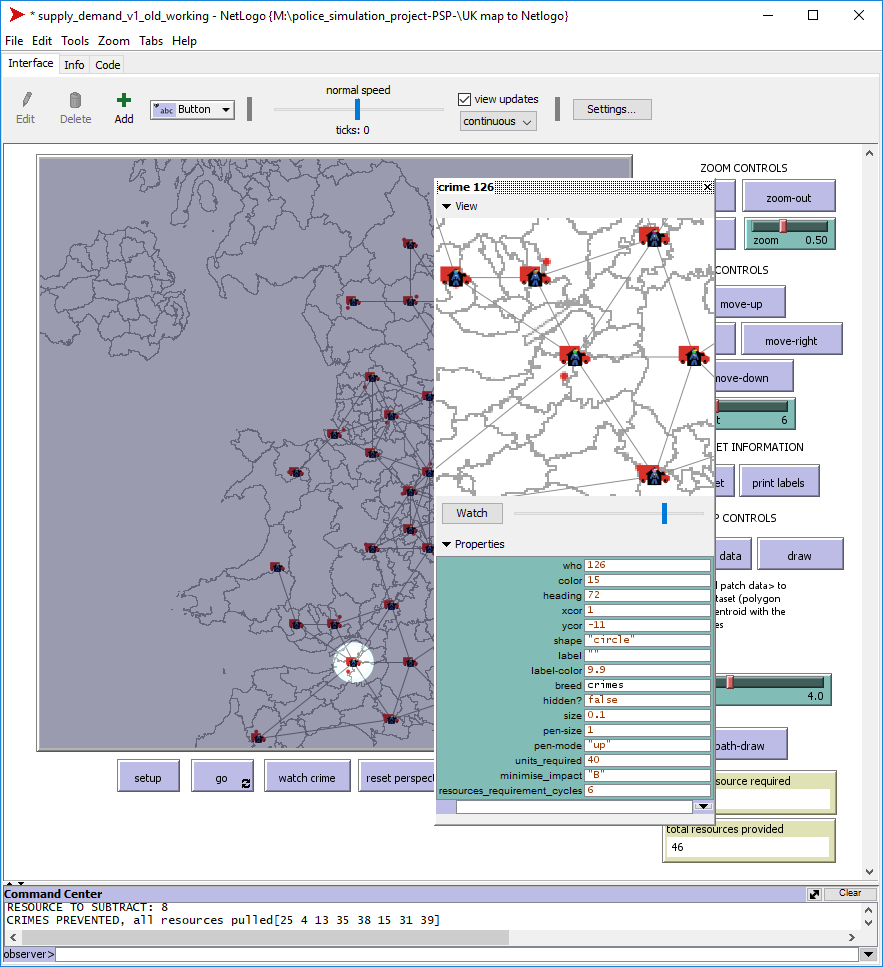 * supply_demand_v1_old_working - NetLogo {M:\police_simulation_project-PSP-\UK map to Netlogo}
File Edit Tools Zoom Tabs Help
Interface Info Code
normal speed
Edit Delete Add abc Button view updates continuous Settings...
ticks: 0
ZOOM CONTROLS
crime 126
zoom-out
View
zoom 0.50
CONTROLS
move-up
move-right
move-down
t 6
ET INFORMATION
et print labels
Watch
P CONTROLS
Properties
data draw
who 126
color 15
d patch data> to
heading 72
taset (polygon
xcor 1
entroid with the
ycor -11
es
shape "circle"
label ""
label-color 9.9
breed crimes
4.0
hidden? false
size 0.1
pen-size 1
pen-mode "up"
path-draw
units_required 40
minimise_impact "B"
resources_requirement_cycles 6
setup go watch crime reset perspect
source required
total resources provided
46
Command Center Clear
RESOURCE TO SUBTRACT: 8
CRIMES PREVENTED, all resources pulled[25 4 13 35 38 15 31 39]
observer>